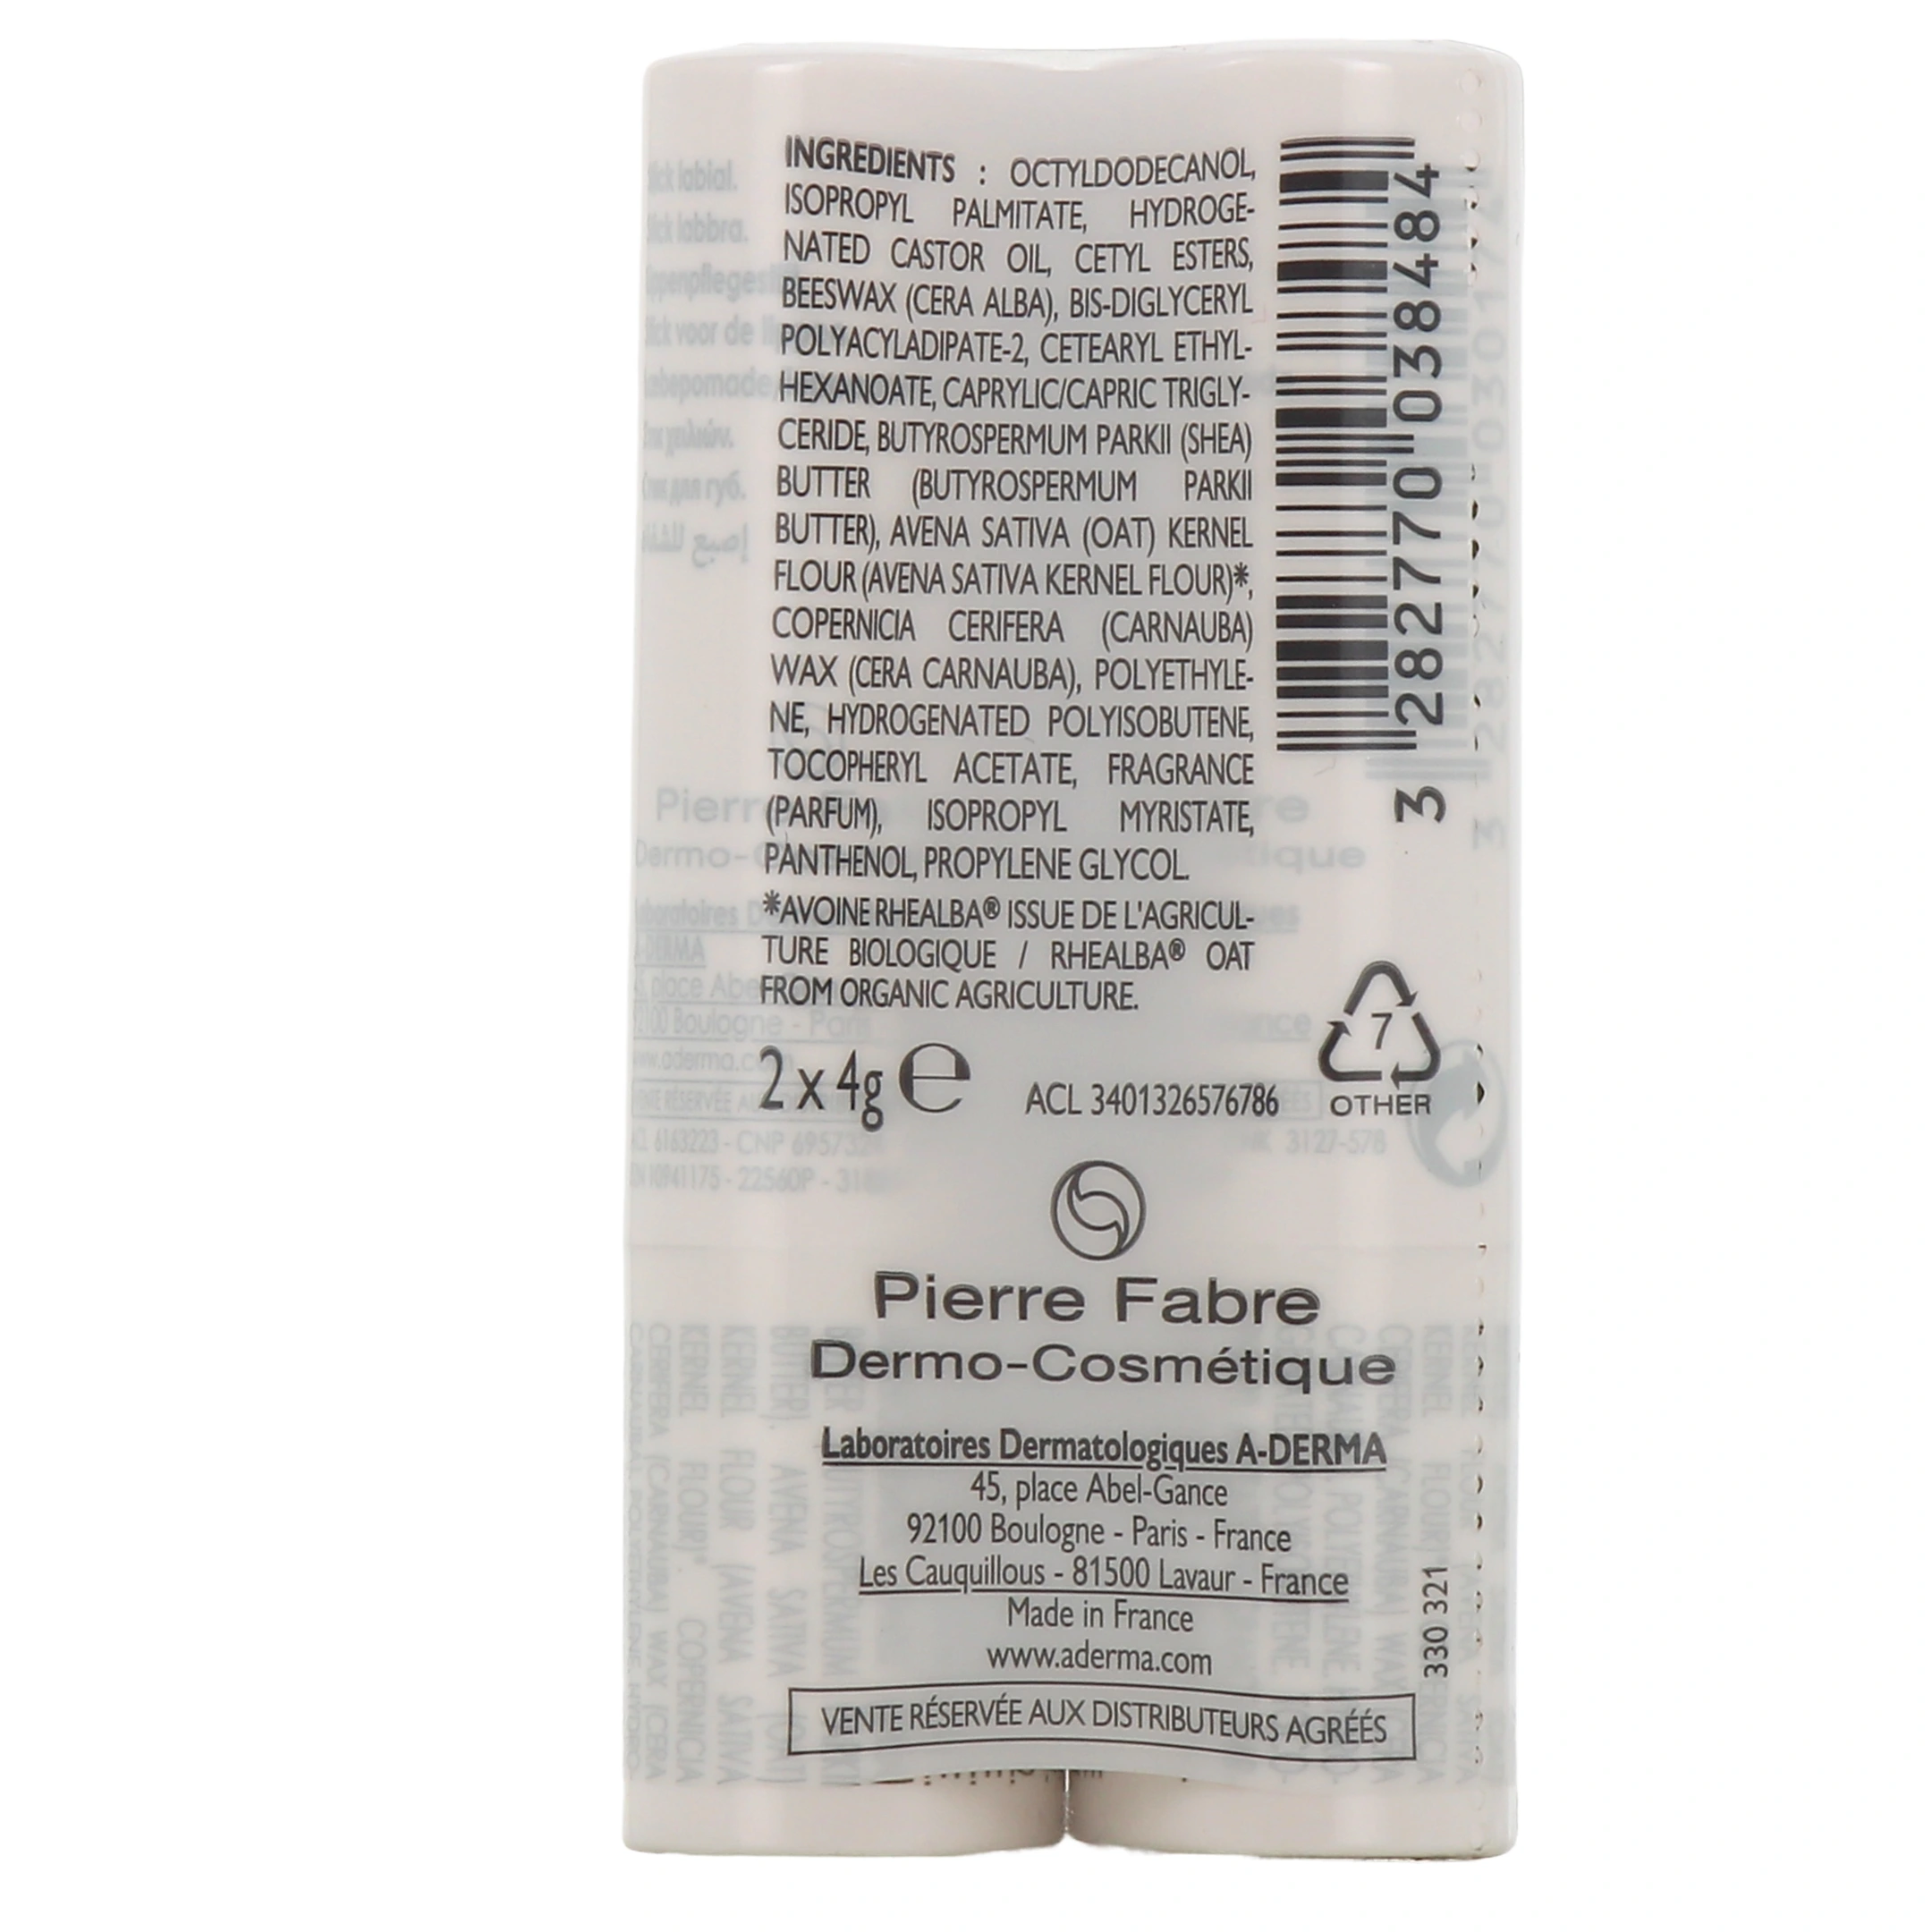 INGREDIENTS : OCTYLDODECANOL,
ISOPROPYL PALMITATE, HYDROGE-
NATED CASTOR OIL, CETYL ESTERS,
BEESWAX (CERA ALBA), BIS-DIGLYCERYL
POLYACYLADIPATE-2, CETEARYL ETHYL-
HEXANOATE, CAPRYLIC/CAPRIC TRIGLY-
CERIDE, BUTYROSPERMUM PARKII (SHEA)
BUTTER (BUTYROSPERMUM PARKII
BUTTER), AVENA SATIVA (OAT) KERNEL
FLOUR (AVENA SATIVA KERNEL FLOUR)*,
COPERNICIA CERIFERA (CARNAUBA)
WAX (CERA CARNAUBA), POLYETHYLE-
NE, HYDROGENATED POLYISOBUTENE,
TOCOPHERYL ACETATE, FRAGRANCE
(PARFUM), ISOPROPYL MYRISTATE,
PANTHENOL, PROPYLENE GLYCOL.
*AVOINE RHEALBA® ISSUE DE L'AGRICUL-
TURE BIOLOGIQUE / RHEALBA® OAT
FROM ORGANIC AGRICULTURE.
3 282770 038484
2 x 4g e
ACL 3401326576786
7
OTHER
Pierre Fabre
Dermo-Cosmétique
Laboratoires Dermatologiques A-DERMA
45, place Abel-Gance
92100 Boulogne - Paris - France
Les Cauquillous - 81500 Lavaur - France
Made in France
www.aderma.com
330 321
VENTE RÉSERVÉE AUX DISTRIBUTEURS AGRÉÉS